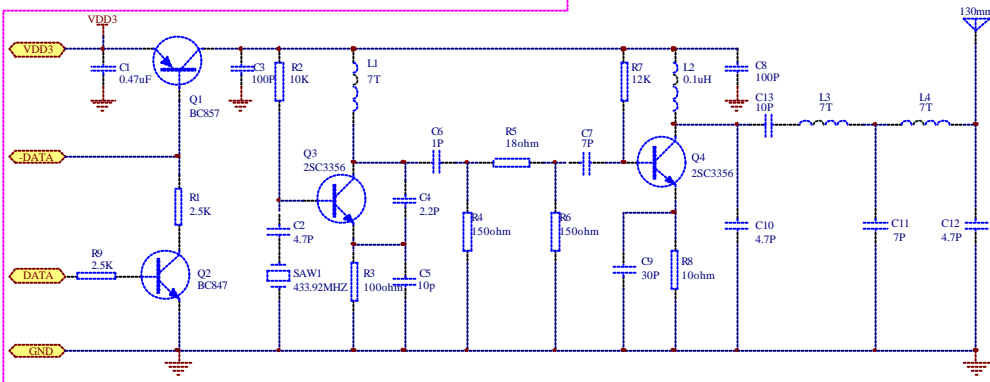 VDD3
130mm
VDD3
C1
0.47uF
Q1
BC857
C3
100P
R2
10K
L1
7T
R7
12K
L2
0.1uH
C8
100P
C13
10P
L3
7T
L4
7T
-DATA
R1
2.5K
Q3
2SC3356
C6
1P
R5
18ohm
C7
7P
Q4
2SC3356
C4
2.2P
R4
150ohm
R6
150ohm
C2
4.7P
C10
4.7P
C11
7P
C12
4.7P
R9
2.5K
DATA
Q2
BC847
SAW1
433.92MHZ
R3
100ohm
C5
10p
C9
30P
R8
10ohm
GND